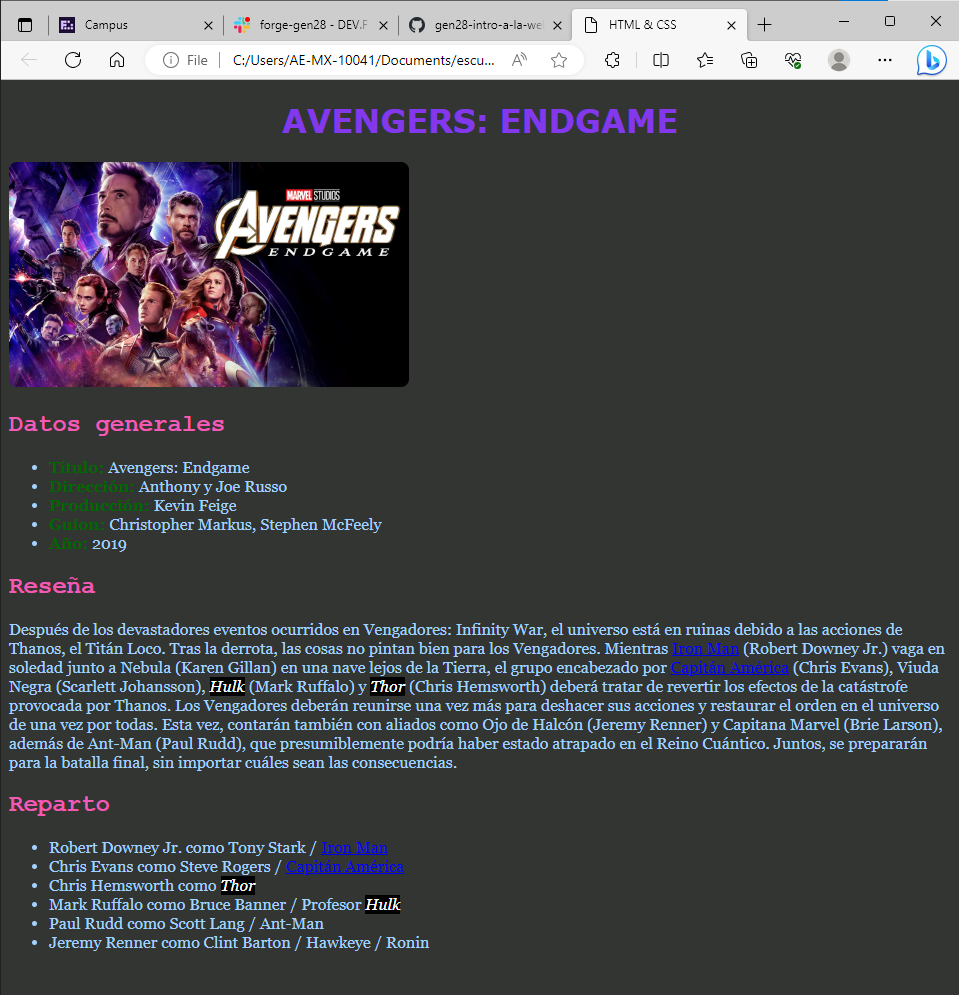 Campus
forge-gen28 - DEV.F
gen28-intro-a-la-we
HTML & CSS
File
C:/Users/AE-MX-10041/Documents/escu...
AVENGERS: ENDGAME
MARVEL STUDIOS
AVENGERS
ENDGAME
Datos generales
• Título: Avengers: Endgame
• Dirección: Anthony y Joe Russo
• Producción: Kevin Feige
• Guion: Christopher Markus, Stephen McFeely
• Año: 2019
Reseña
Después de los devastadores eventos ocurridos en Vengadores: Infinity War, el universo está en ruinas debido a las acciones de
Thanos, el Titán Loco. Tras la derrota, las cosas no pintan bien para los Vengadores. Mientras Iron Man (Robert Downey Jr.) vaga en
soledad junto a Nebula (Karen Gillan) en una nave lejos de la Tierra, el grupo encabezado por Capitán América (Chris Evans), Viuda
Negra (Scarlett Johansson), Hulk (Mark Ruffalo) y Thor (Chris Hemsworth) deberá tratar de revertir los efectos de la catástrofe
provocada por Thanos. Los Vengadores deberán reunirse una vez más para deshacer sus acciones y restaurar el orden en el universo
de una vez por todas. Esta vez, contarán también con aliados como Ojo de Halcón (Jeremy Renner) y Capitana Marvel (Brie Larson),
además de Ant-Man (Paul Rudd), que presumiblemente podría haber estado atrapado en el Reino Cuántico. Juntos, se prepararán
para la batalla final, sin importar cuáles sean las consecuencias.
Reparto
• Robert Downey Jr. como Tony Stark / Iron Man
• Chris Evans como Steve Rogers / Capitán América
• Chris Hemsworth como Thor
• Mark Ruffalo como Bruce Banner / Profesor Hulk
• Paul Rudd como Scott Lang / Ant-Man
• Jeremy Renner como Clint Barton / Hawkeye / Ronin